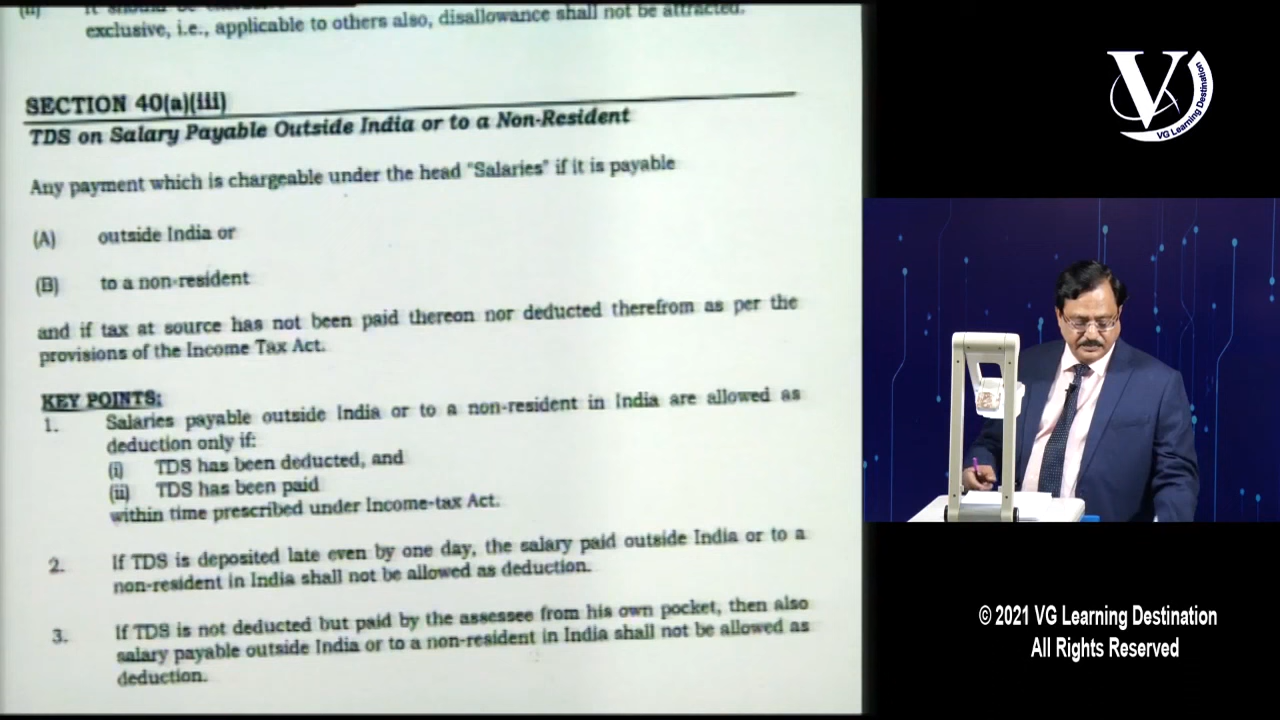 (ii) It should be
exclusive, i.e., applicable to others also, disallowance shall not be attracted.
SECTION 40(a)(iii)
TDS on Salary Payable Outside India or to a Non-Resident
Any payment which is chargeable under the head "Salaries" if it is payable
(A) outside India or
(B) to a non-resident
and if tax at source has not been paid thereon nor deducted therefrom as per the
provisions of the Income Tax Act.
KEY POINTS:
1. Salaries payable outside India or to a non-resident in India are allowed as
deduction only if:
(i) TDS has been deducted, and
(ii) TDS has been paid
within time prescribed under Income-tax Act.
2. If TDS is deposited late even by one day, the salary paid outside India or to a
non-resident in India shall not be allowed as deduction.
3. If TDS is not deducted but paid by the assessee from his own pocket, then also
salary payable outside India or to a non-resident in India shall not be allowed as
deduction.
V
VG Learning Destination
© 2021 VG Learning Destination
All Rights Reserved